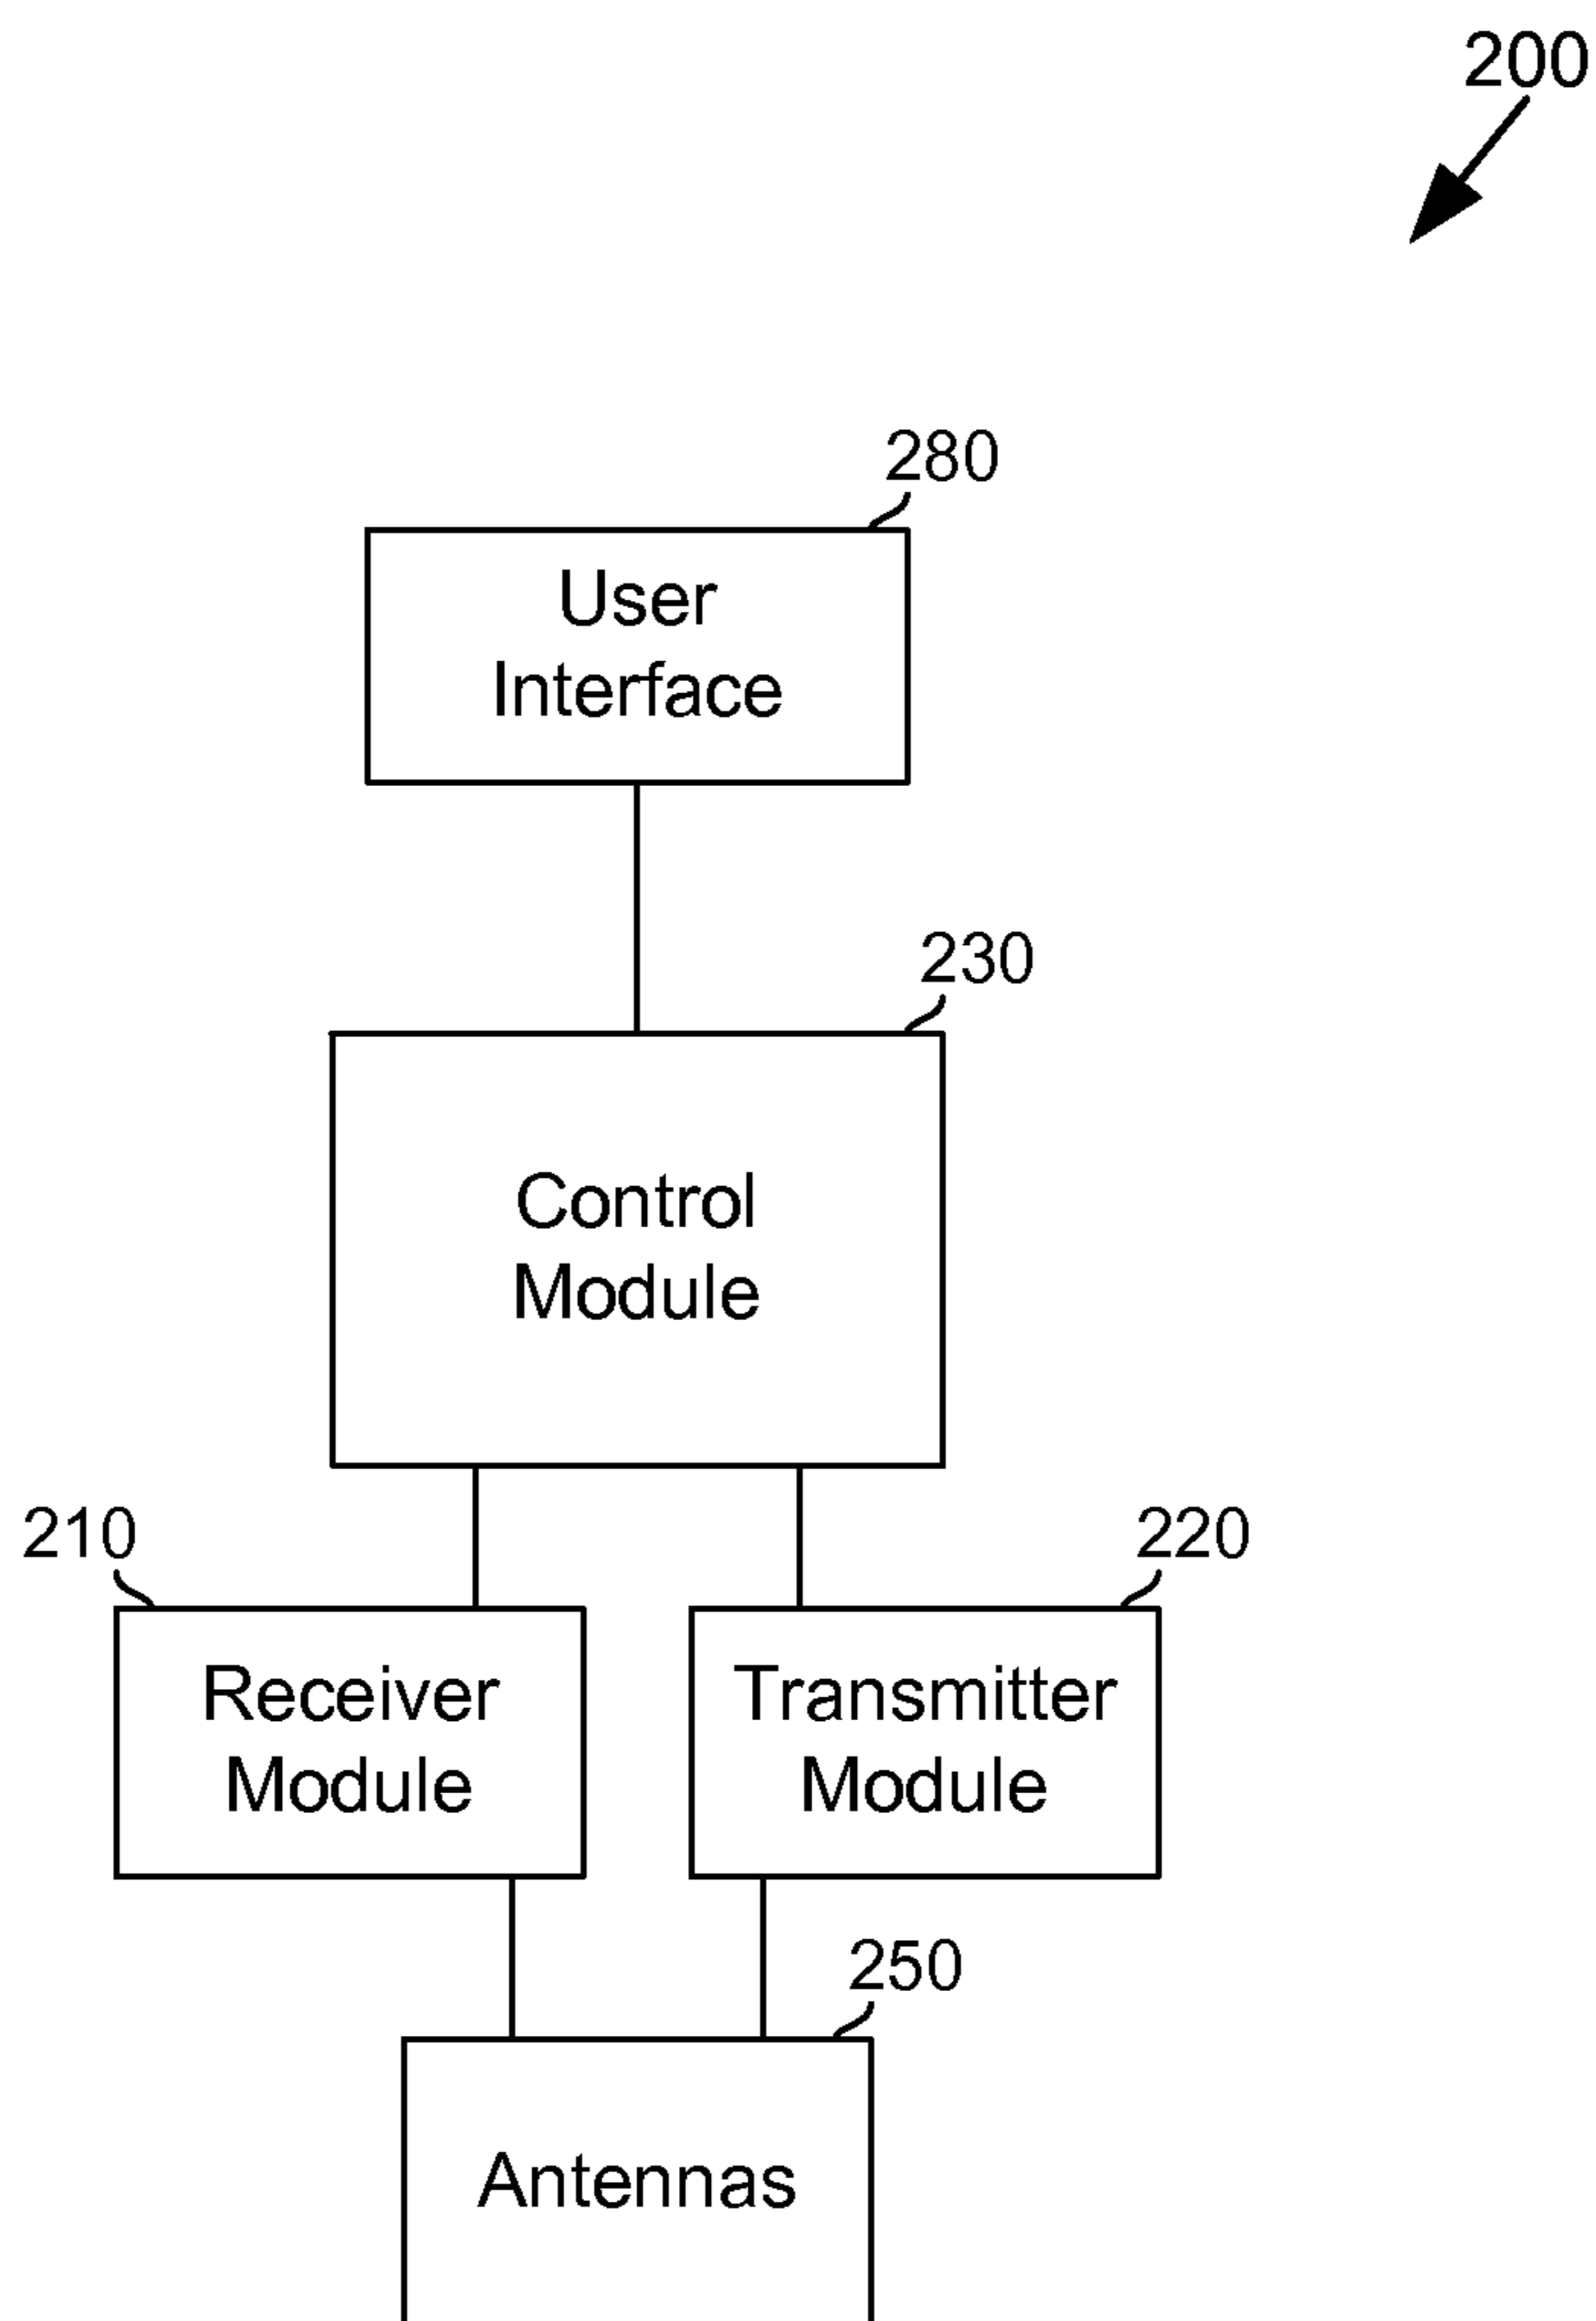 200
280
User
Interface
230
Control
Module
210
220
Receiver
Module
Transmitter
Module
250
Antennas